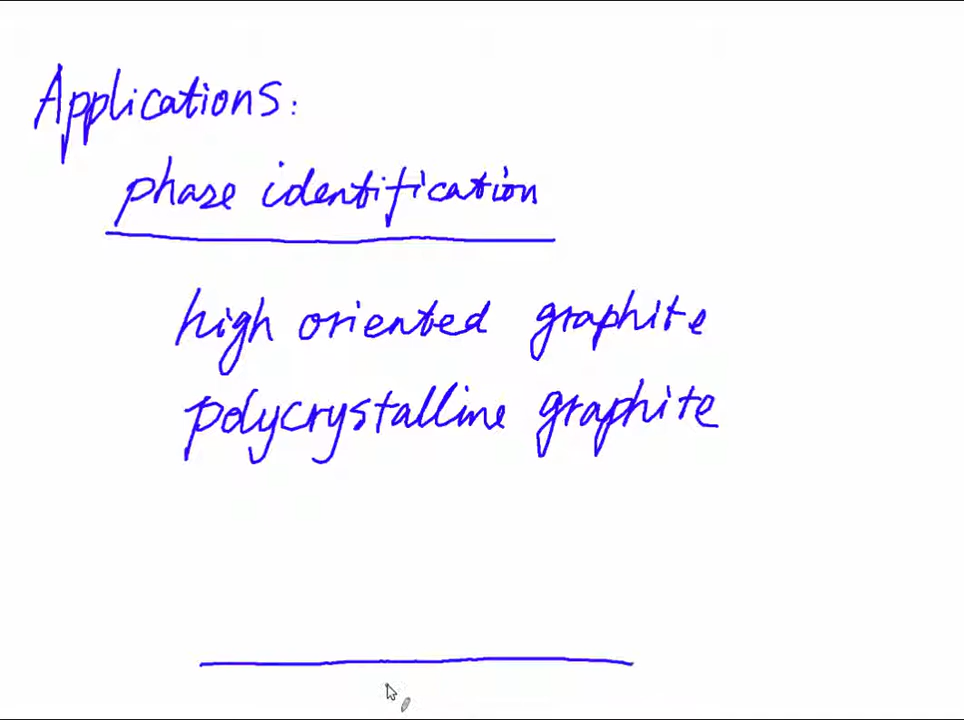 Applications:
phase identification
high oriented graphite
polycrystalline graphite